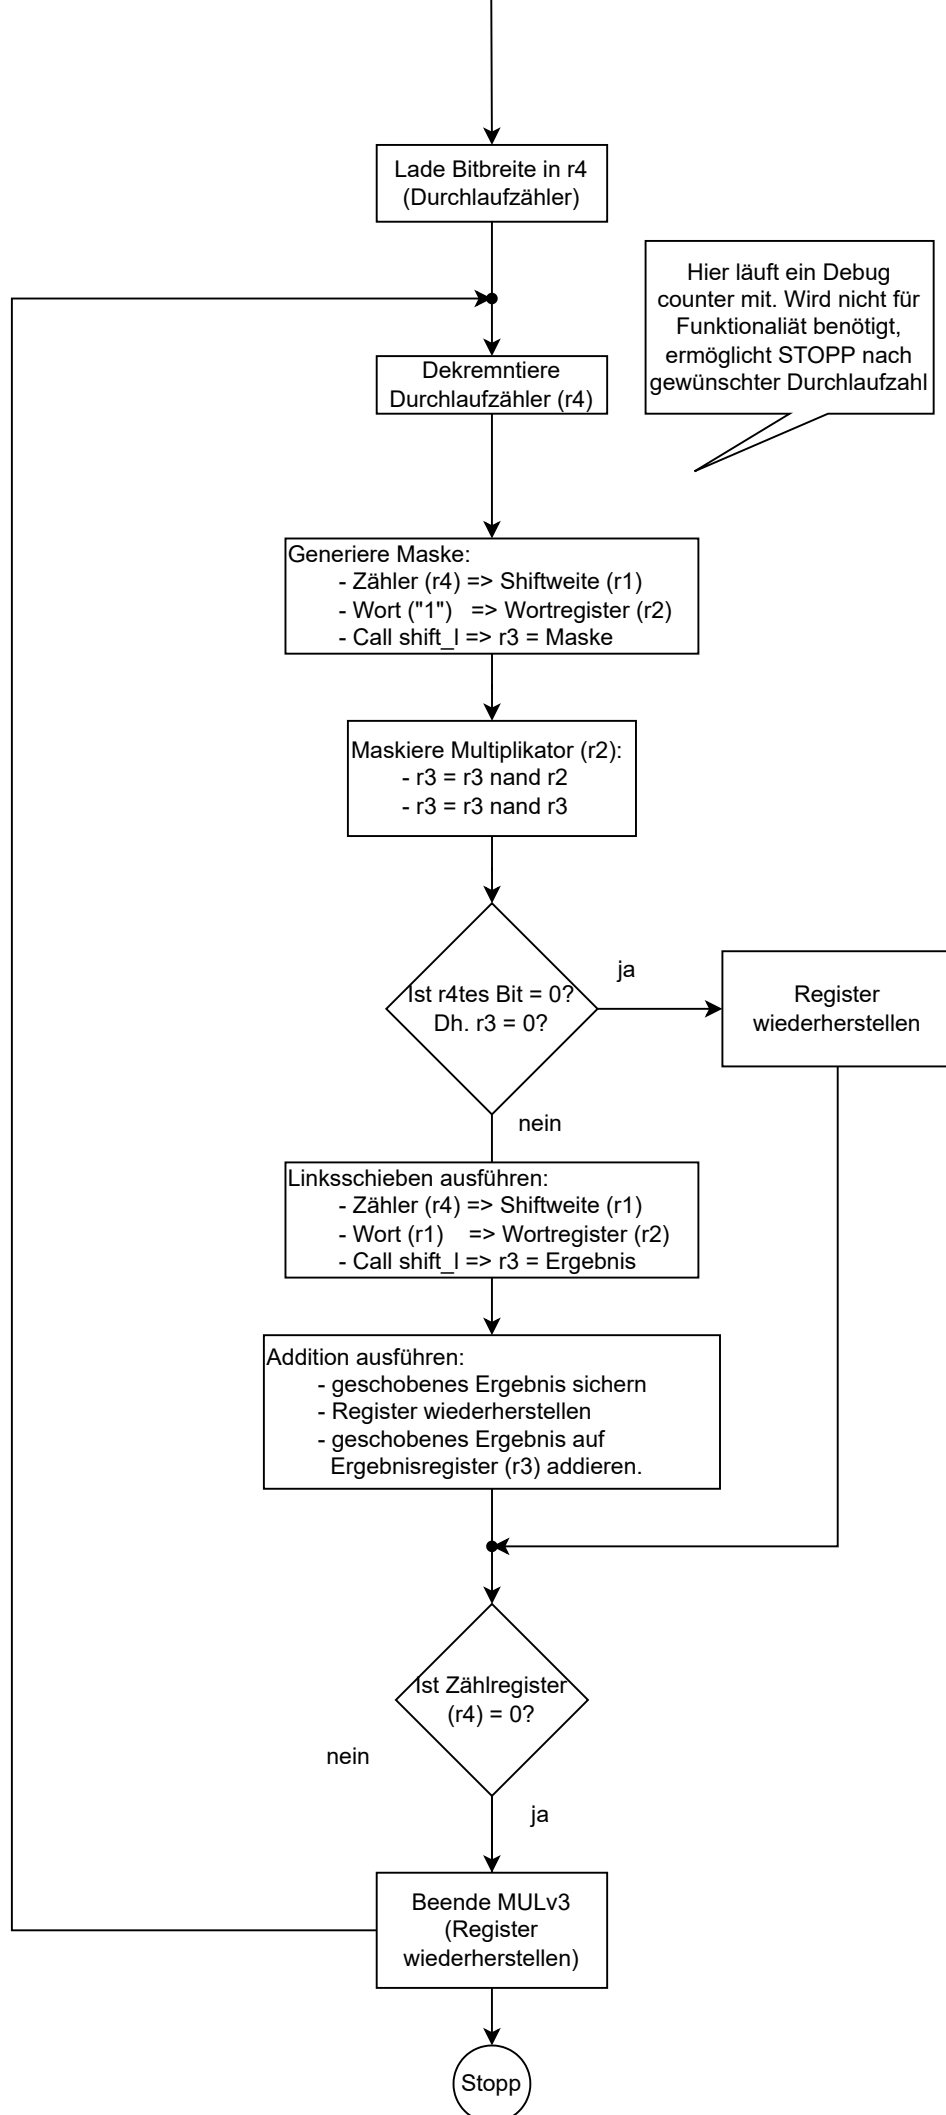 Lade Bitbreite in r4
(Durchlaufzähler)
Hier läuft ein Debug
counter mit. Wird nicht für
Funktionaliät benötigt,
ermöglicht STOPP nach
gewünschter Durchlaufzahl
Dekremntiere
Durchlaufzähler (r4)
Generiere Maske:
- Zähler (r4) => Shiftweite (r1)
- Wort ("1") => Wortregister (r2)
- Call shift_l => r3 = Maske
Maskiere Multiplikator (r2):
- r3 = r3 nand r2
- r3 = r3 nand r3
Ist r4tes Bit = 0?
Dh. r3 = 0?
ja
Register
wiederherstellen
nein
Linksschieben ausführen:
- Zähler (r4) => Shiftweite (r1)
- Wort (r1) => Wortregister (r2)
- Call shift_l => r3 = Ergebnis
Addition ausführen:
- geschobenes Ergebnis sichern
- Register wiederherstellen
- geschobenes Ergebnis auf
Ergebnisregister (r3) addieren.
Ist Zählregister
(r4) = 0?
nein
ja
Beende MULv3
(Register
wiederherstellen)
Stopp